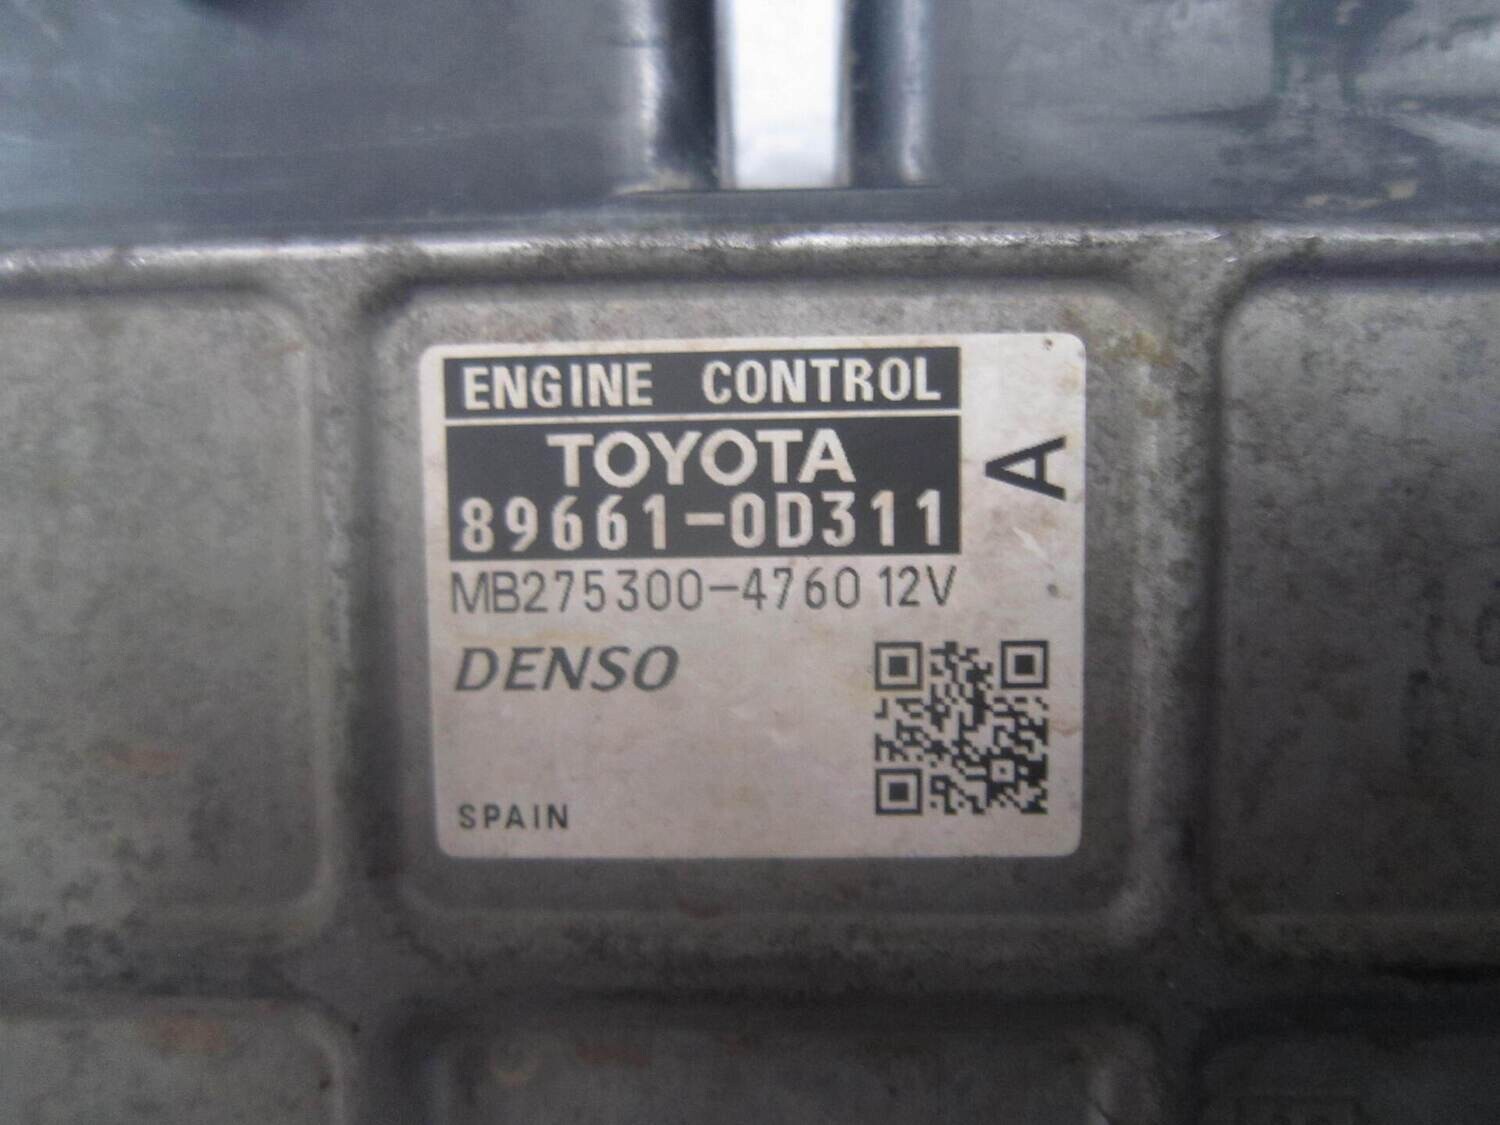 ENGINE CONTROL
TOYOTA
89661-0D311
A
MB275300-4760 12V
DENSO
SPAIN